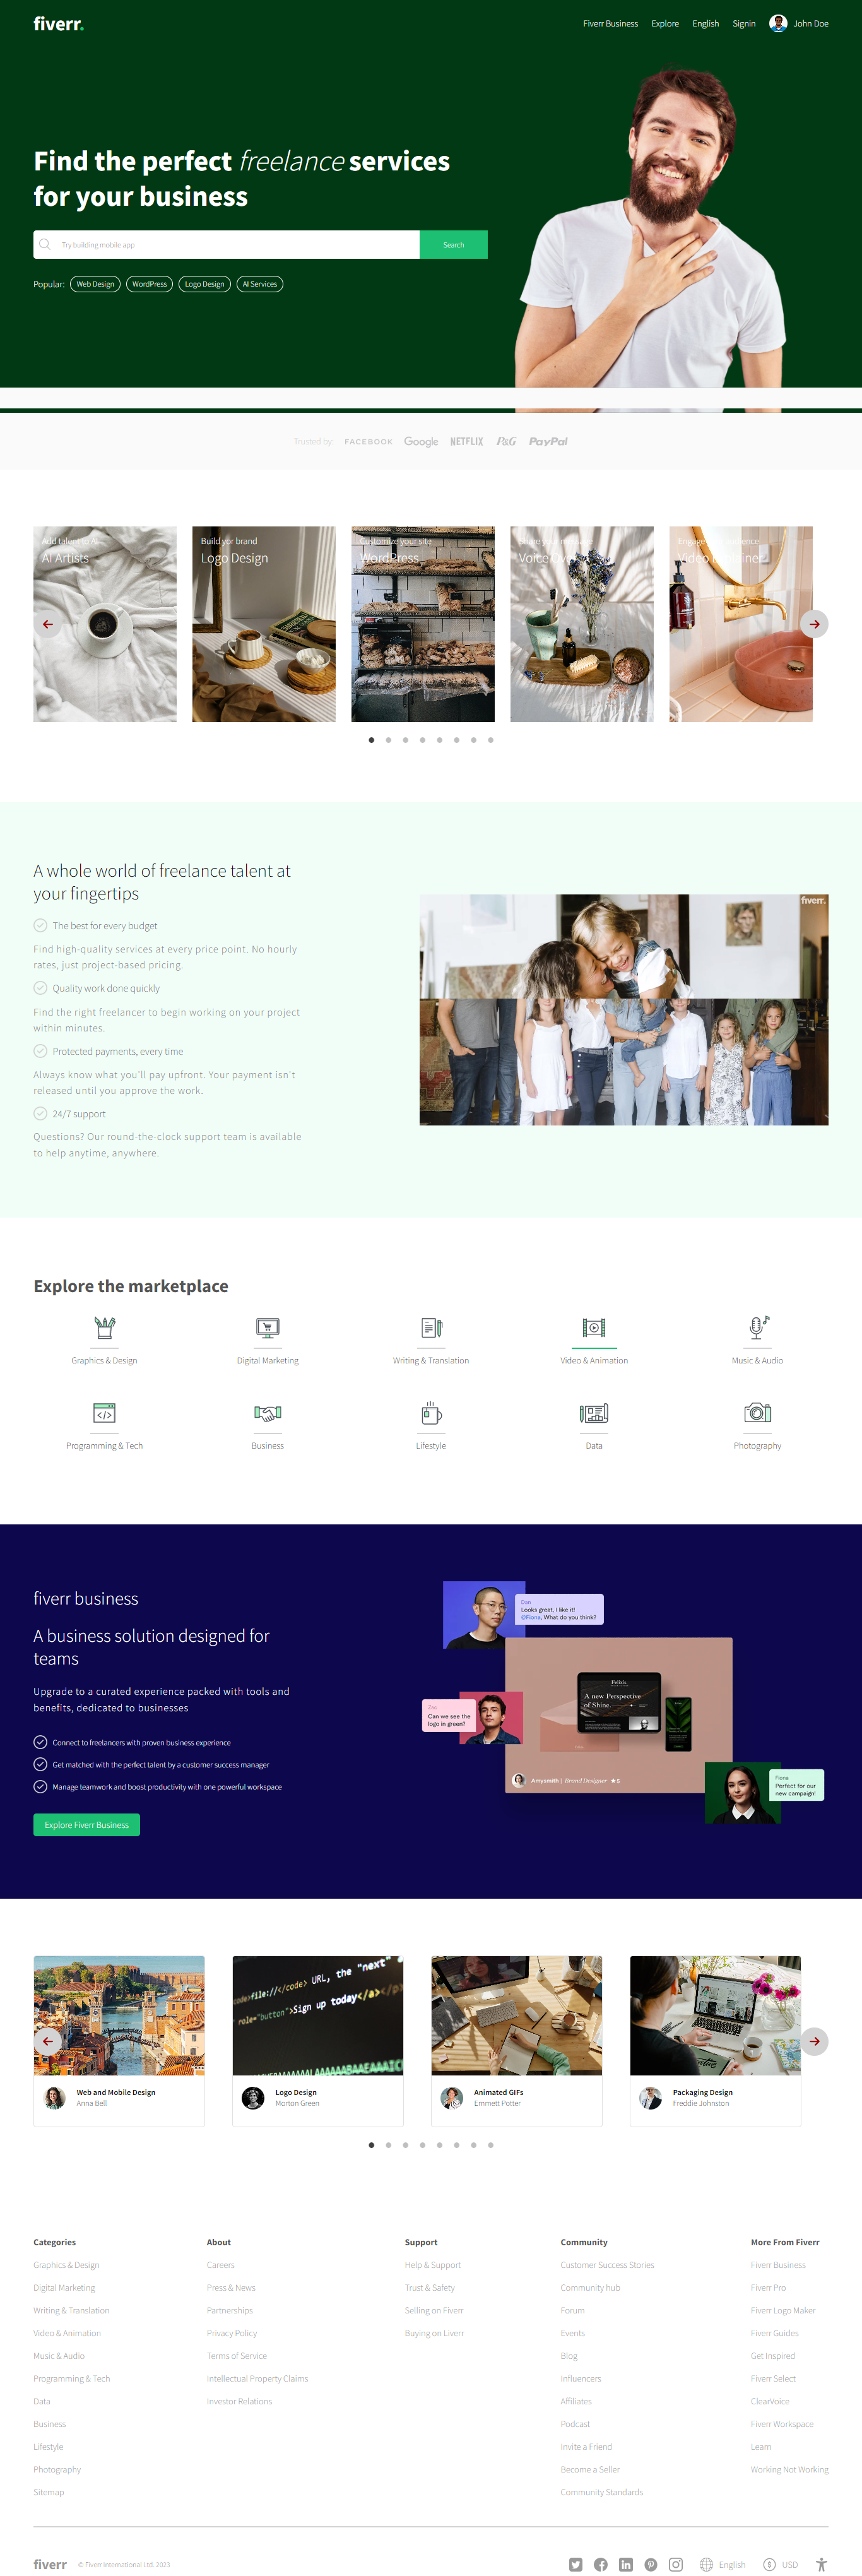 fiverr.
Fiverr Business
Explore
English
Signin
John Doe
Find the perfect freelance services
for your business
Try building mobile app
Search
Popular:
Web Design
WordPress
Logo Design
AI Services
Trusted by:
FACEBOOK
Google
NETFLIX
P&G
PayPal
Add talent to AI
AI Artists
Build yor brand
Logo Design
Customize your site
WordPress
Share your message
Voice Over
Engage your audience
Video Explainer
A whole world of freelance talent at
your fingertips
The best for every budget
Find high-quality services at every price point. No hourly
rates, just project-based pricing.
Quality work done quickly
Find the right freelancer to begin working on your project
within minutes.
Protected payments, every time
Always know what you'll pay upfront. Your payment isn't
released until you approve the work.
24/7 support
Questions? Our round-the-clock support team is available
to help anytime, anywhere.
fiverr.
Explore the marketplace
Graphics & Design
Digital Marketing
Writing & Translation
Video & Animation
Music & Audio
Programming & Tech
Business
Lifestyle
Data
Photography
fiverr business
A business solution designed for
teams
Upgrade to a curated experience packed with tools and
benefits, dedicated to businesses
Connect to freelancers with proven business experience
Get matched with the perfect talent by a customer success manager
Manage teamwork and boost productivity with one powerful workspace
Explore Fiverr Business
Dan
Looks great, I like it!
@Fiona, What do you think?
Zac
Can we see the
logo in green?
Fellxis.
A new Perspective
of Shine.
Amysmith | Brand Designer ★5
Fiona
Perfect for our
new campaign!
code>file://</code> URL, the "next"
role="button">Sign up today</a></p>
Web and Mobile Design
Anna Bell
Logo Design
Morton Green
Animated GIFs
Emmett Potter
Packaging Design
Freddie Johnston
Categories
Graphics & Design
Digital Marketing
Writing & Translation
Video & Animation
Music & Audio
Programming & Tech
Data
Business
Lifestyle
Photography
Sitemap
About
Careers
Press & News
Partnerships
Privacy Policy
Terms of Service
Intellectual Property Claims
Investor Relations
Support
Help & Support
Trust & Safety
Selling on Fiverr
Buying on Liverr
Community
Customer Success Stories
Community hub
Forum
Events
Blog
Influencers
Affiliates
Podcast
Invite a Friend
Become a Seller
Community Standards
More From Fiverr
Fiverr Business
Fiverr Pro
Fiverr Logo Maker
Fiverr Guides
Get Inspired
Fiverr Select
ClearVoice
Fiverr Workspace
Learn
Working Not Working
fiverr
© Fiverr International Ltd. 2023
English
USD